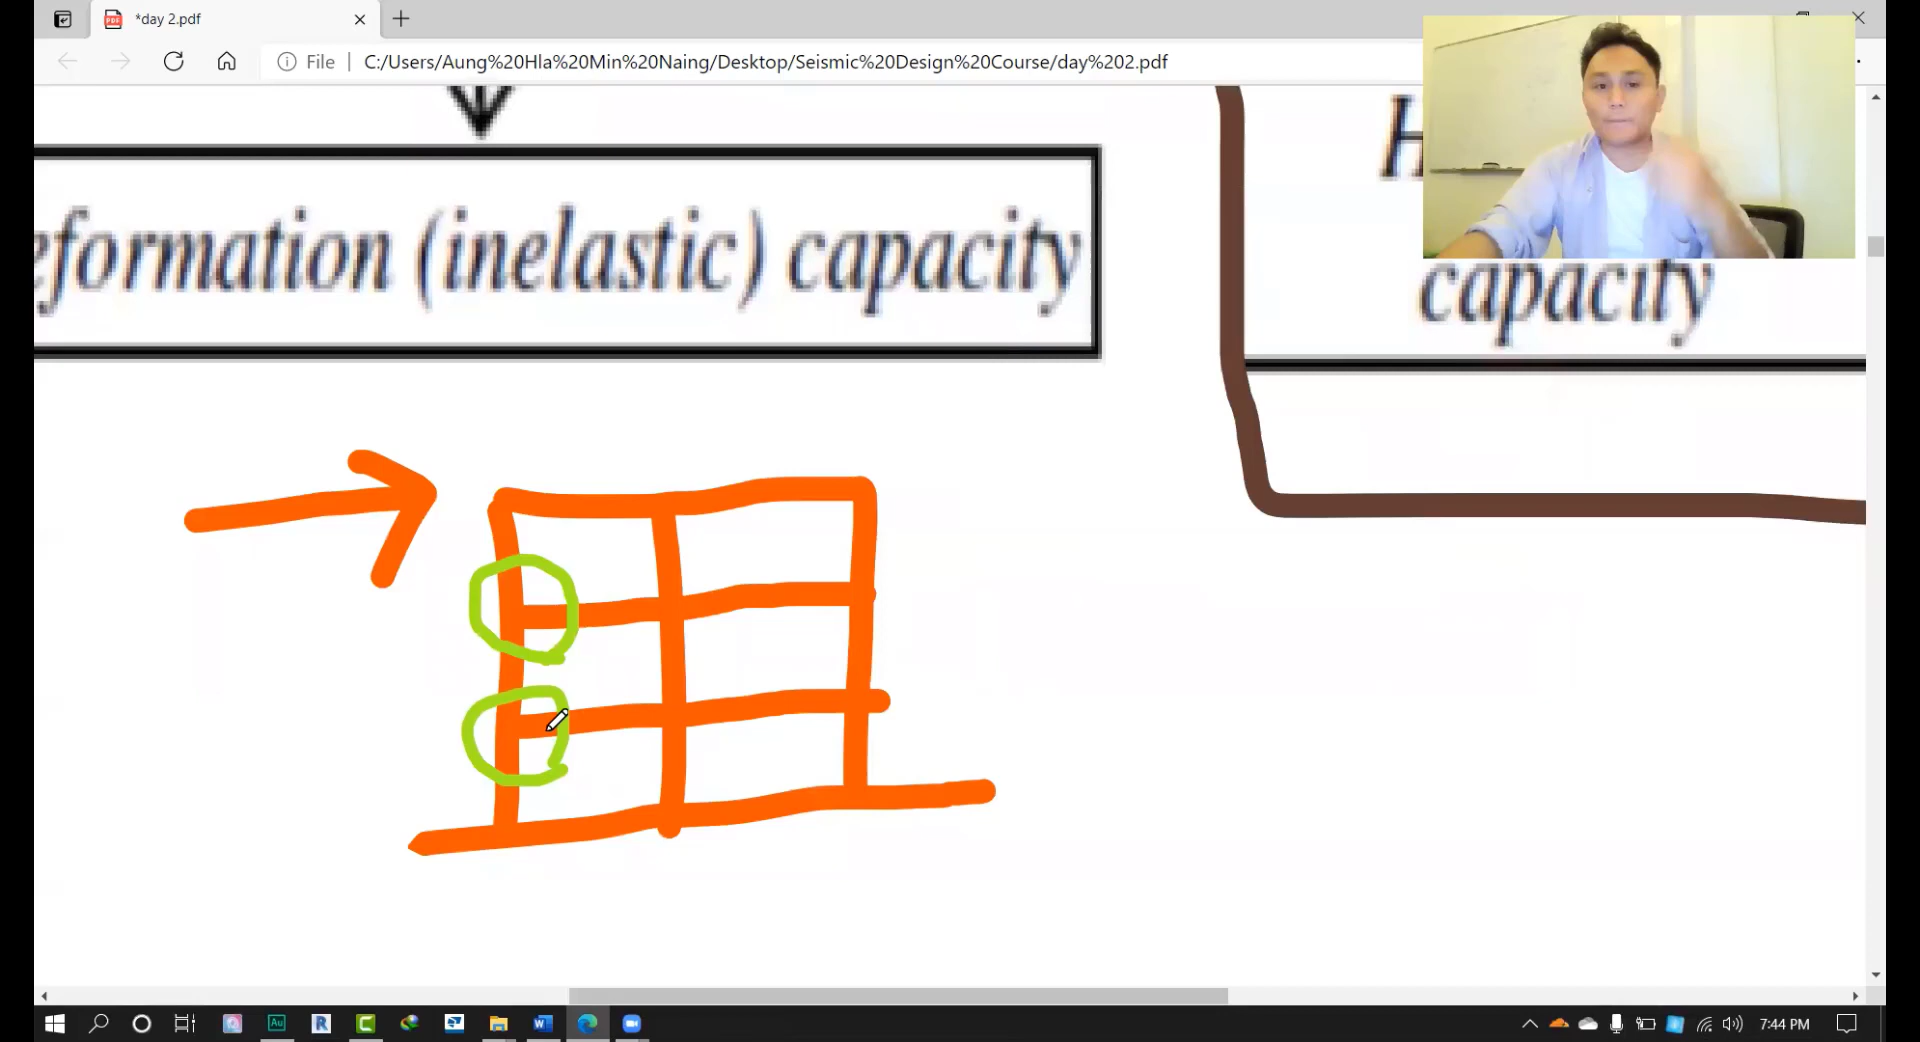 *day 2.pdf
File | C:/Users/Aung%20Hla%20Min%20Naing/Desktop/Seismic%20Design%20Course/day%202.pdf
eformation (inelastic) capacity
H
capacity
7:44 PM